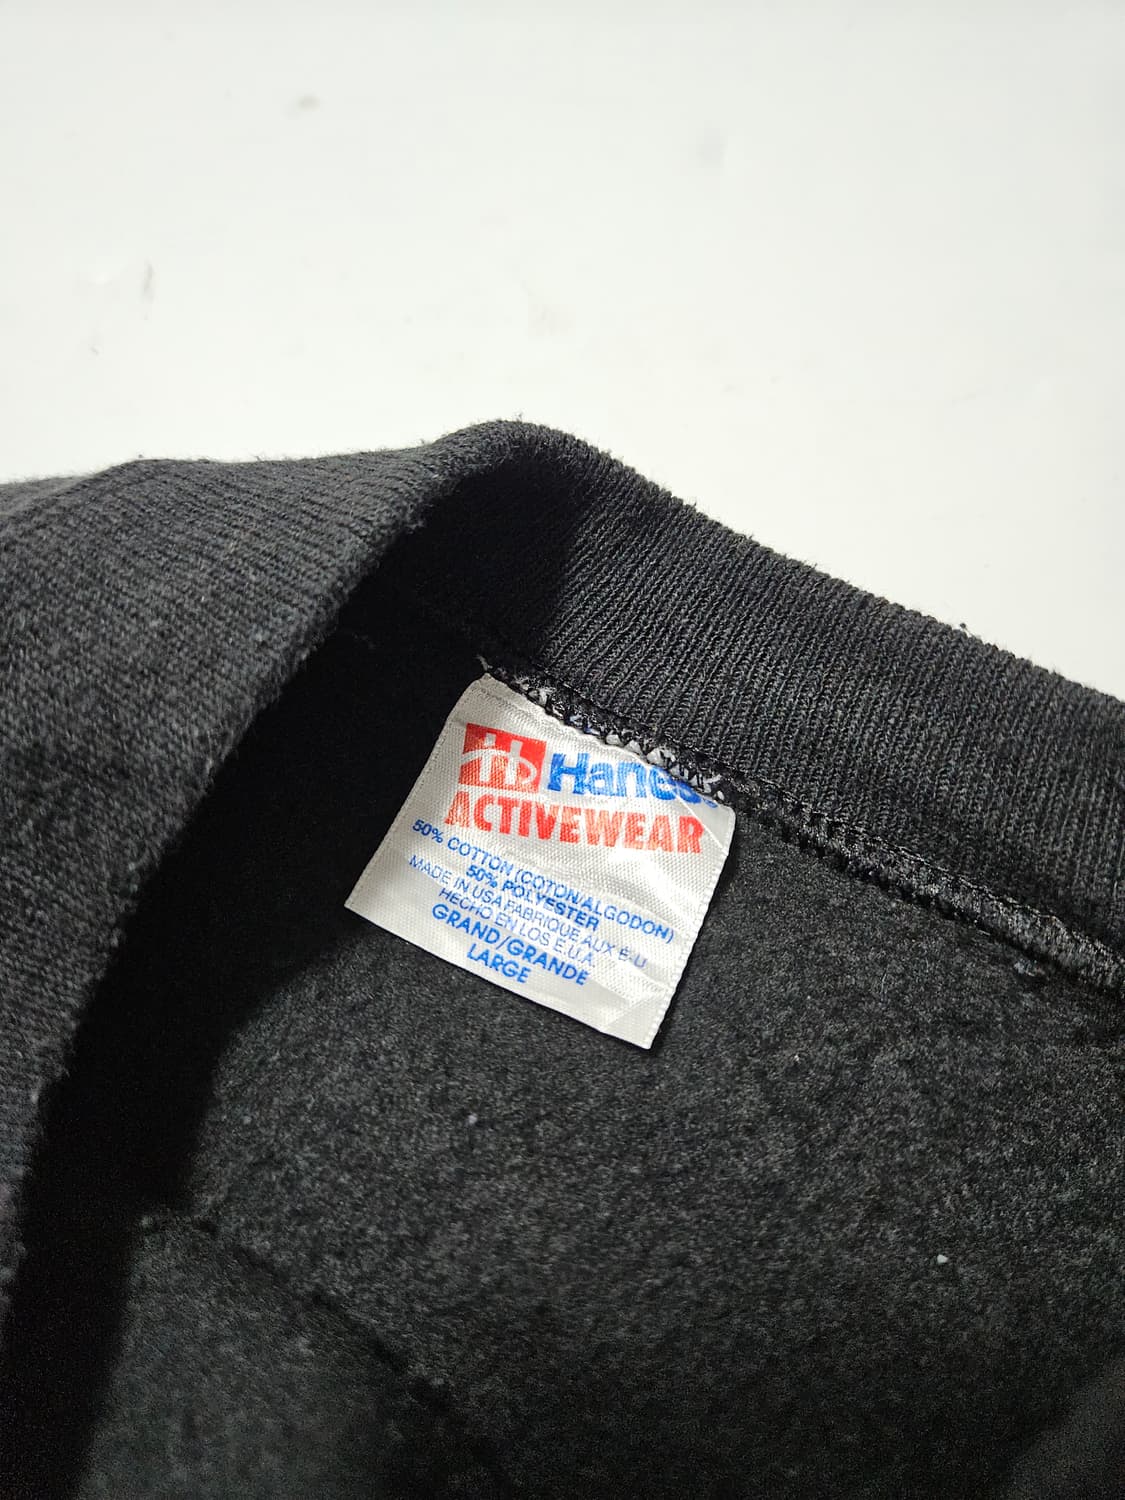 H
Hanes®
ACTIVEWEAR
50% COTTON (COTON/ALGODON)
50% POLYESTER
MADE IN USA/FABRIQUE AUX É-U
HECHO EN LOS E.U.A.
GRAND/GRANDE
LARGE